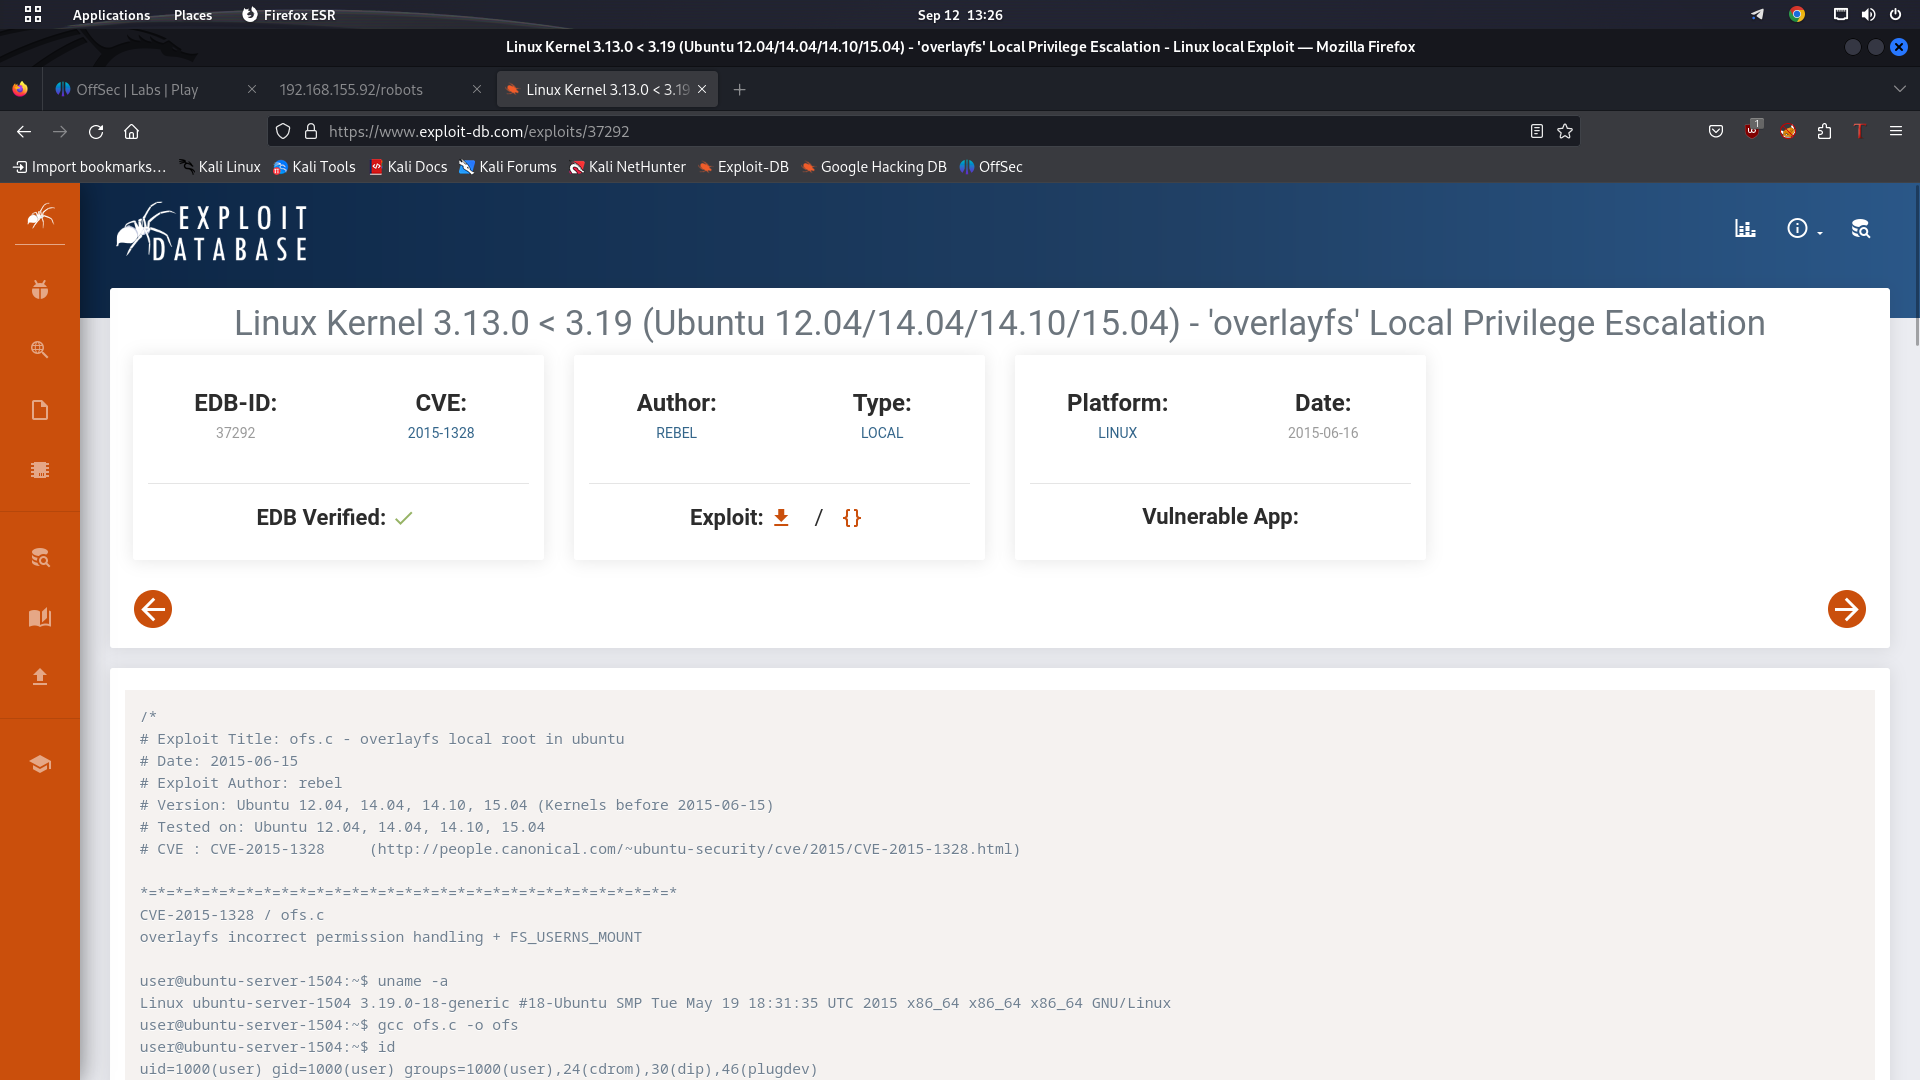 Applications Places Firefox ESR Sep 12 13:26
Linux Kernel 3.13.0 < 3.19 (Ubuntu 12.04/14.04/14.10/15.04) - 'overlayfs' Local Privilege Escalation - Linux local Exploit — Mozilla Firefox
OffSec | Labs | Play 192.168.155.92/robots Linux Kernel 3.13.0 < 3.19
https://www.exploit-db.com/exploits/37292 1
Import bookmarks… Kali Linux Kali Tools Kali Docs Kali Forums Kali NetHunter Exploit-DB Google Hacking DB OffSec
EXPLOIT
DATABASE
Linux Kernel 3.13.0 < 3.19 (Ubuntu 12.04/14.04/14.10/15.04) - 'overlayfs' Local Privilege Escalation
EDB-ID: CVE: Author: Type: Platform: Date:
37292 2015-1328 REBEL LOCAL LINUX 2015-06-16
EDB Verified: Exploit: / {} Vulnerable App:
/*
# Exploit Title: ofs.c - overlayfs local root in ubuntu
# Date: 2015-06-15
# Exploit Author: rebel
# Version: Ubuntu 12.04, 14.04, 14.10, 15.04 (Kernels before 2015-06-15)
# Tested on: Ubuntu 12.04, 14.04, 14.10, 15.04
# CVE : CVE-2015-1328     (http://people.canonical.com/~ubuntu-security/cve/2015/CVE-2015-1328.html)
*=*=*=*=*=*=*=*=*=*=*=*=*=*=*=*=*=*=*=*=*=*=*=*=*=*=*=*=*=*=*
CVE-2015-1328 / ofs.c
overlayfs incorrect permission handling + FS_USERNS_MOUNT
user@ubuntu-server-1504:~$ uname -a
Linux ubuntu-server-1504 3.19.0-18-generic #18-Ubuntu SMP Tue May 19 18:31:35 UTC 2015 x86_64 x86_64 x86_64 GNU/Linux
user@ubuntu-server-1504:~$ gcc ofs.c -o ofs
user@ubuntu-server-1504:~$ id
uid=1000(user) gid=1000(user) groups=1000(user),24(cdrom),30(dip),46(plugdev)